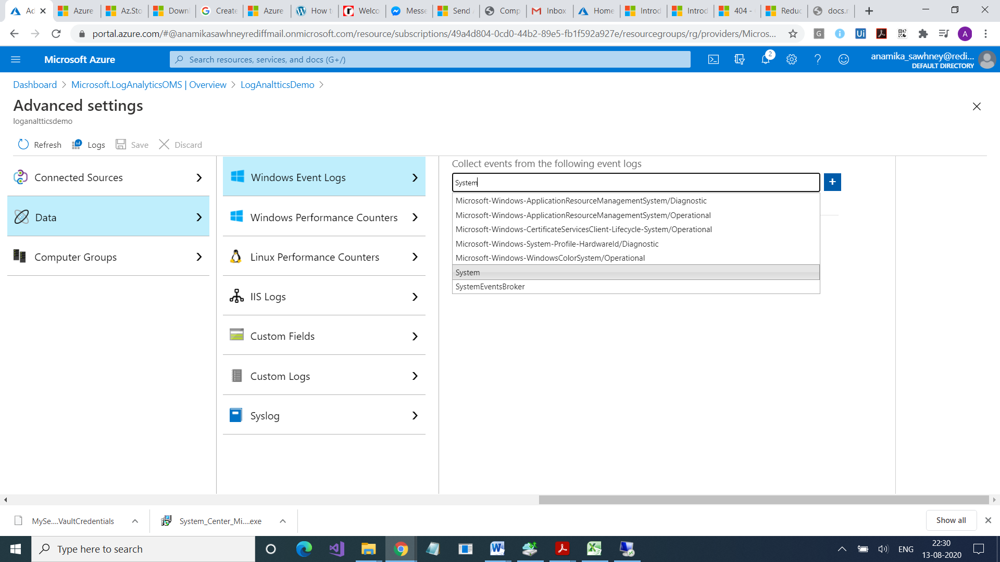 Ad
Azure
Az.Sto
Downl
Create
Azure
How t
Welco
Messe
Send
Comp
Inbox
Home
Introd
Introd
404 -
Reduc
docs.r
portal.azure.com/#@anamikasawhneyrediffmail.onmicrosoft.com/resource/subscriptions/49a4d804-0cd0-44b2-89e5-fb1f592a927e/resourcegroups/rg/providers/Micros...
Microsoft Azure
Search resources, services, and docs (G+/)
2
anamika_sawhney@redi...
DEFAULT DIRECTORY
Dashboard > Microsoft.LogAnalyticsOMS | Overview > LogAnaltticsDemo >
Advanced settings
loganaltticsdemo
Refresh
Logs
Save
Discard
Connected Sources
Data
Computer Groups
Windows Event Logs
Windows Performance Counters
Linux Performance Counters
IIS Logs
Custom Fields
Custom Logs
Syslog
Collect events from the following event logs
System
+
Microsoft-Windows-ApplicationResourceManagementSystem/Diagnostic
Microsoft-Windows-ApplicationResourceManagementSystem/Operational
Microsoft-Windows-CertificateServicesClient-Lifecycle-System/Operational
Microsoft-Windows-System-Profile-HardwareId/Diagnostic
Microsoft-Windows-WindowsColorSystem/Operational
System
SystemEventsBroker
MySe....VaultCredentials
System_Center_Mi....exe
Show all
Type here to search
ENG
22:30
13-08-2020